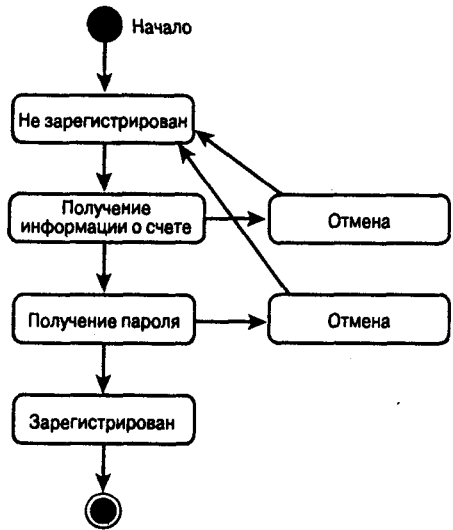 Начало
Не зарегистрирован
Получение
информации о счете
Отмена
Получение пароля
Отмена
Зарегистрирован